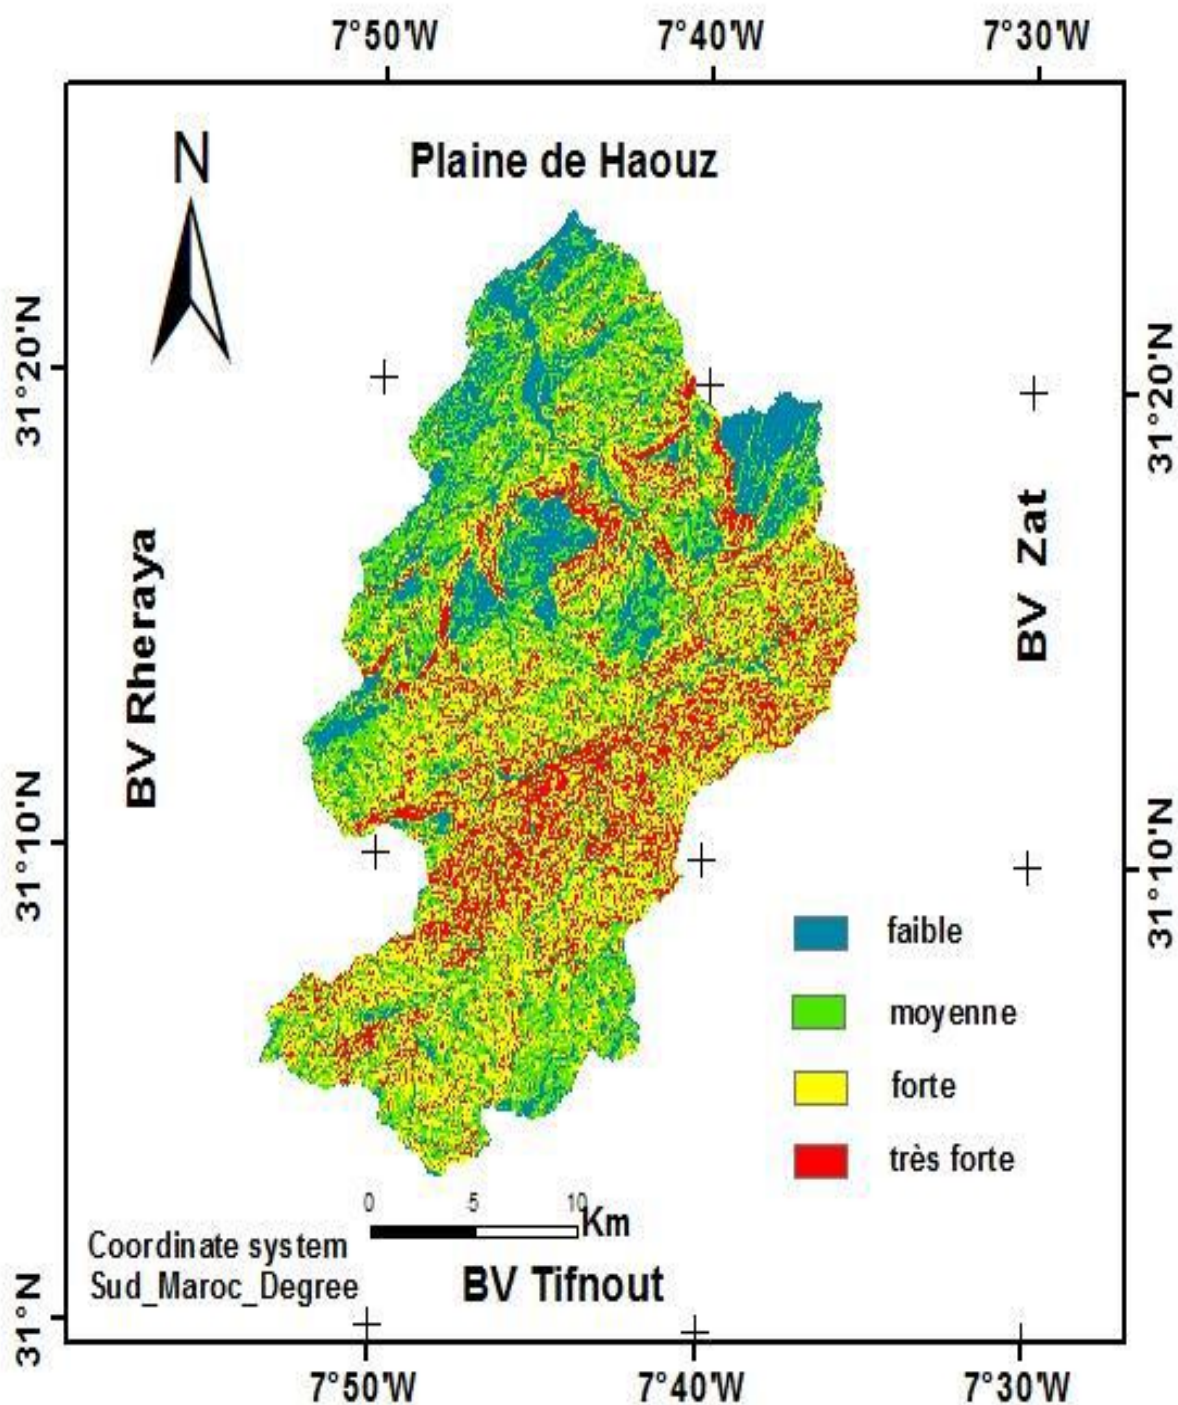 7°50'W 7°40'W 7°30'W
N
Plaine de Haouz
31°20'N
31°20'N
BV Rheraya
BV Zat
31°10'N
31°10'N
faible
moyenne
forte
très forte
0 5 10 Km
Coordinate system
Sud_Maroc_Degree
BV Tifnout
31°N
7°50'W 7°40'W 7°30'W